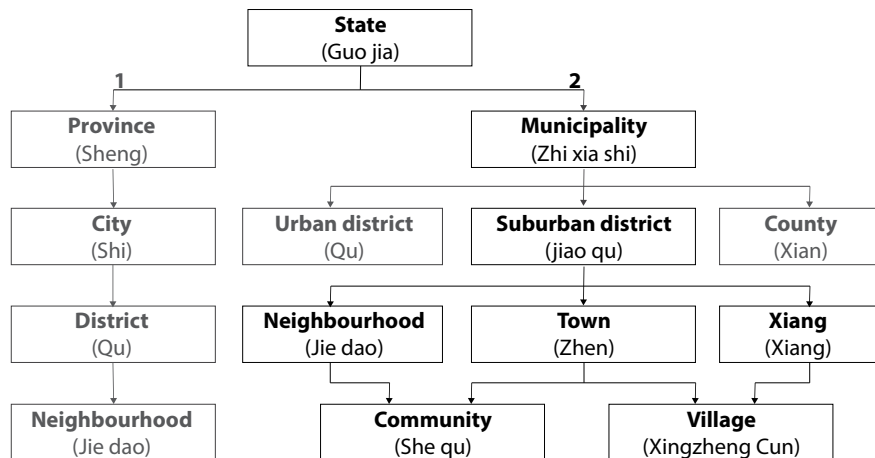 State
(Guo jia)
1
2
Province
(Sheng)
Municipality
(Zhi xia shi)
City
(Shi)
Urban district
(Qu)
Suburban district
(jiao qu)
County
(Xian)
District
(Qu)
Neighbourhood
(Jie dao)
Town
(Zhen)
Xiang
(Xiang)
Neighbourhood
(Jie dao)
Community
(She qu)
Village
(Xingzheng Cun)